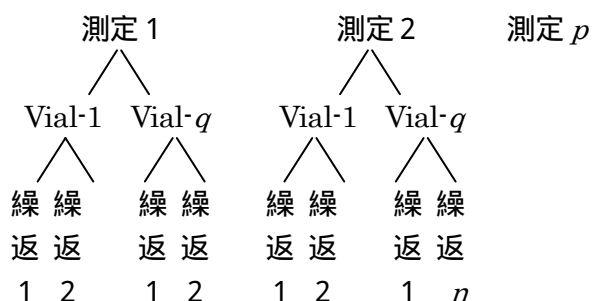 測定 1 測定 2 測定 p
Vial-1 Vial-q Vial-1 Vial-q
繰 繰 繰 繰 繰 繰 繰 繰
返 返 返 返 返 返 返 返
1 2 1 2 1 2 1 n